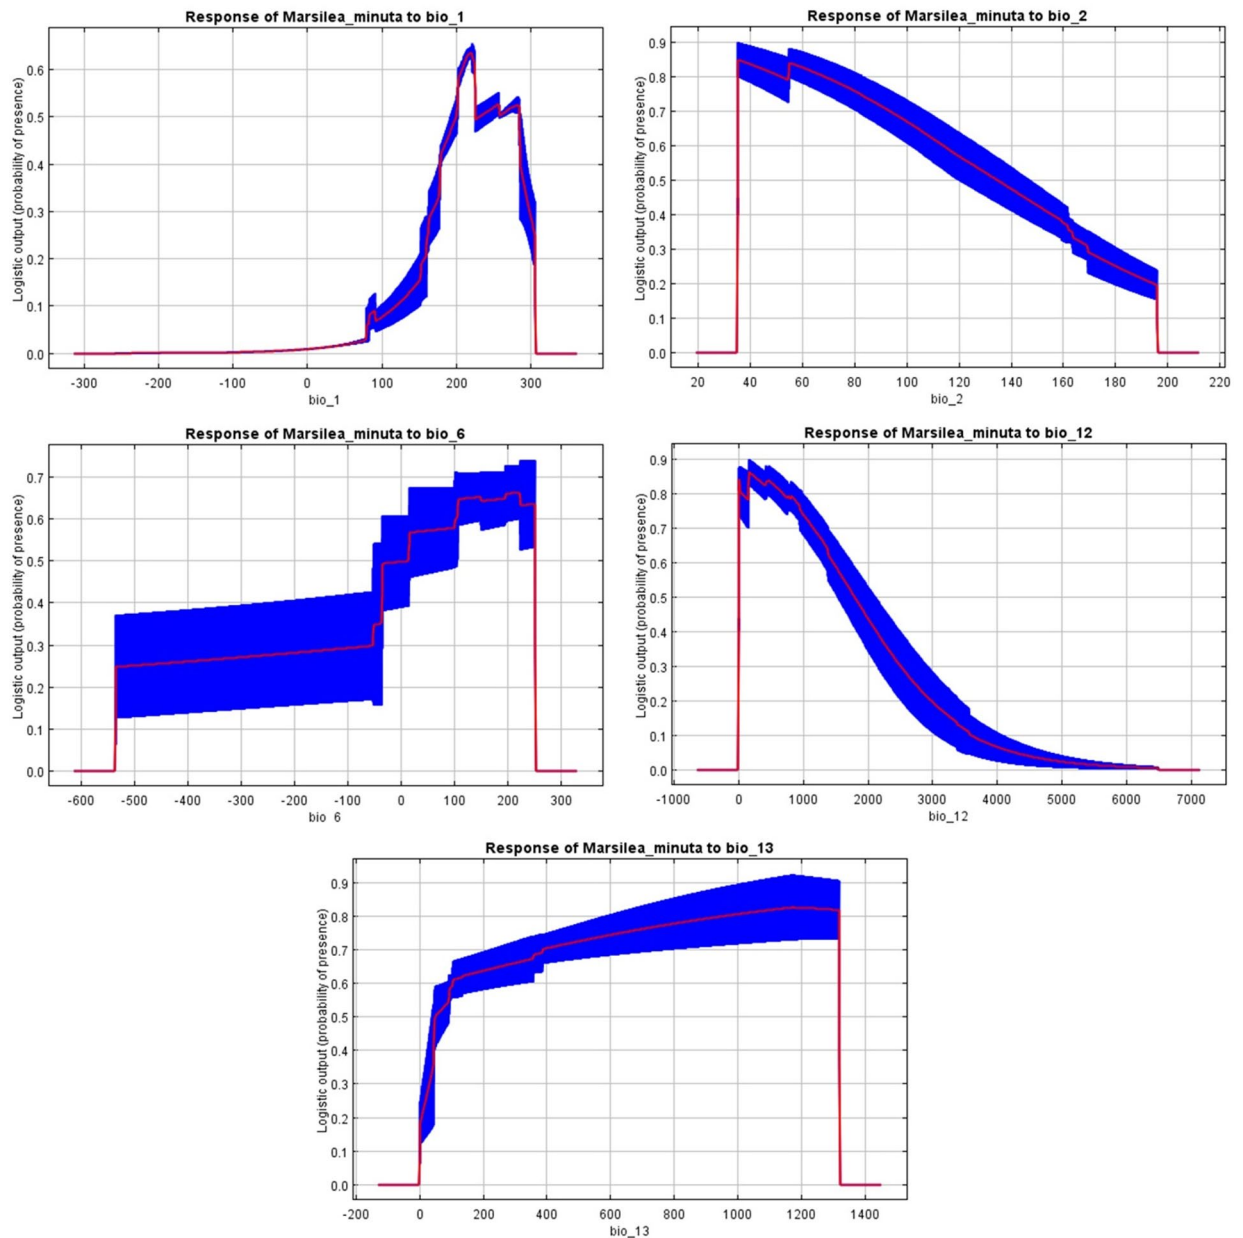 Response of Marsilea_minuta to bio_1
Logistic output (probability of presence)
0.6
0.5
0.4
0.3
0.2
0.1
0.0
-300 -200 -100 0 100 200 300
bio_1
Response of Marsilea_minuta to bio_2
Logistic output (probability of presence)
0.9
0.8
0.7
0.6
0.5
0.4
0.3
0.2
0.1
0.0
20 40 60 80 100 120 140 160 180 200 220
bio_2
Response of Marsilea_minuta to bio_6
Logistic output (probability of presence)
0.7
0.6
0.5
0.4
0.3
0.2
0.1
0.0
-600 -500 -400 -300 -200 -100 0 100 200 300
bio_6
Response of Marsilea_minuta to bio_12
Logistic output (probability of presence)
0.9
0.8
0.7
0.6
0.5
0.4
0.3
0.2
0.1
0.0
-1000 0 1000 2000 3000 4000 5000 6000 7000
bio_12
Response of Marsilea_minuta to bio_13
Logistic output (probability of presence)
0.9
0.8
0.7
0.6
0.5
0.4
0.3
0.2
0.1
0.0
-200 0 200 400 600 800 1000 1200 1400
bio_13